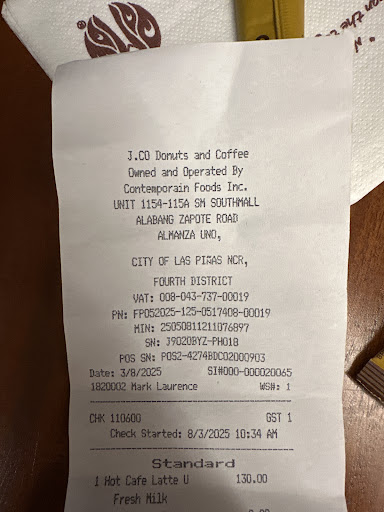 J.CO Donuts and Coffee
Owned and Operated By
Contemporain Foods Inc.
UNIT 1154-115A SM SOUTHMALL
ALABANG ZAPOTE ROAD
ALMANZA UNO,
CITY OF LAS PIÑAS NCR,
FOURTH DISTRICT
VAT: 008-043-737-00019
PN: FP052025-125-0517408-00019
MIN: 25050811211076897
SN: J9020BYZ-PH018
POS SN: POS2-4274BDC02000903
Date: 3/8/2025 SI#000-000020065
1820002 Mark Laurence WS#: 1
CHK 110600 GST 1
Check Started: 8/3/2025 10:34 AM
Standard
1 Hot Cafe Latte U 130.00
Fresh Milk